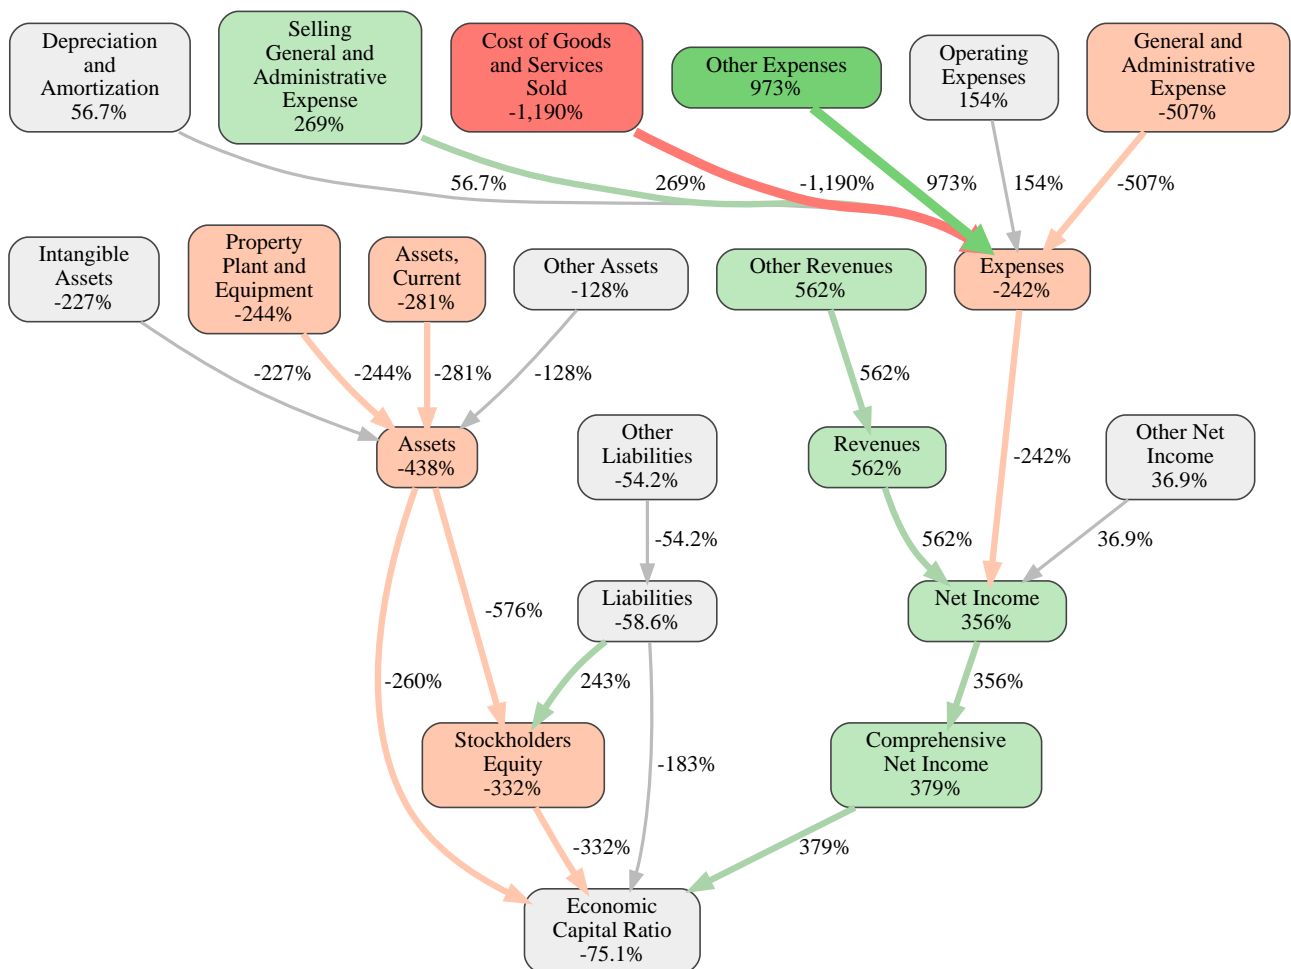 Depreciation
and
Amortization
56.7%
Selling
General and
Administrative
Expense
269%
Cost of Goods
and Services
Sold
-1,190%
Other Expenses
973%
Operating
Expenses
154%
General and
Administrative
Expense
-507%
56.7%
269%
-1,190%
973%
154%
-507%
Intangible
Assets
-227%
Property
Plant and
Equipment
-244%
Assets,
Current
-281%
Other Assets
-128%
Other Revenues
562%
Expenses
-242%
-227%
-244%
-281%
-128%
562%
Assets
-438%
Other
Liabilities
-54.2%
Revenues
562%
-242%
Other Net
Income
36.9%
-54.2%
562%
36.9%
Liabilities
-58.6%
Net Income
356%
-576%
-260%
243%
356%
Stockholders
Equity
-332%
-183%
Comprehensive
Net Income
379%
-332%
379%
Economic
Capital Ratio
-75.1%